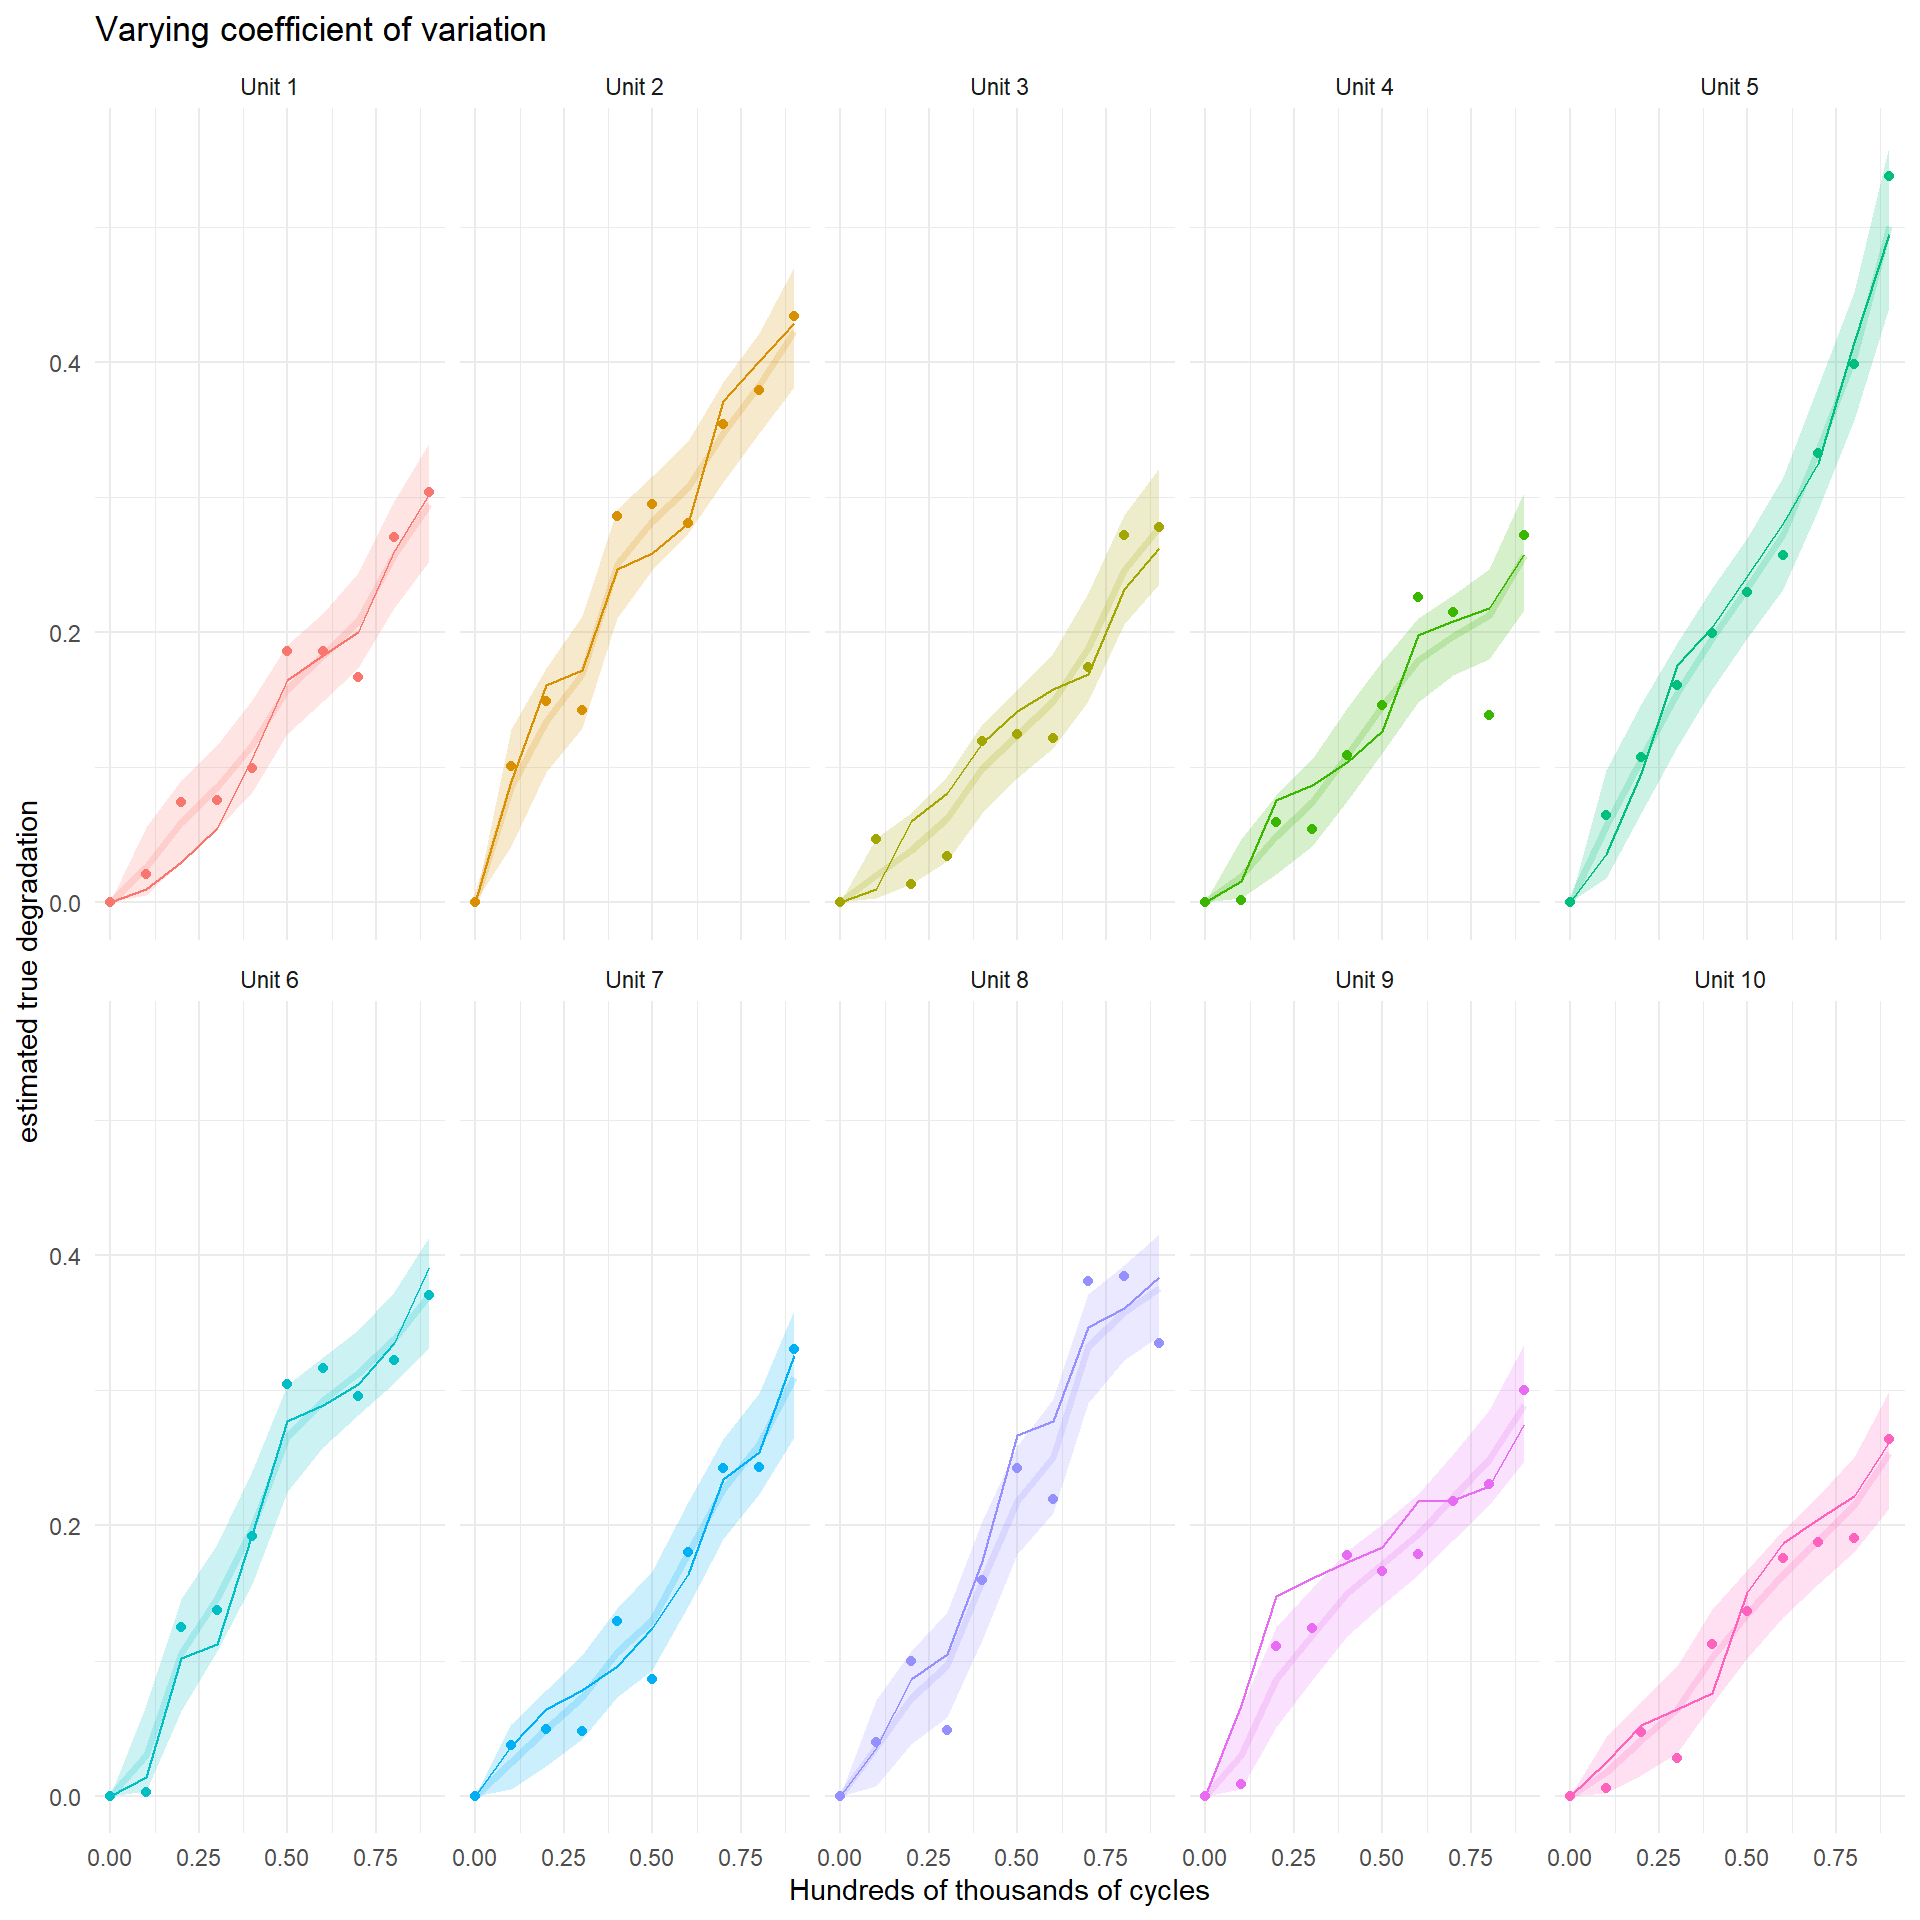 Varying coefficient of variation
Unit 1 Unit 2 Unit 3 Unit 4 Unit 5
0.4
0.2
0.0
estimated true degradation
Unit 6 Unit 7 Unit 8 Unit 9 Unit 10
0.4
0.2
0.0
0.00 0.25 0.50 0.75 0.00 0.25 0.50 0.75 0.00 0.25 0.50 0.75 0.00 0.25 0.50 0.75 0.00 0.25 0.50 0.75
Hundreds of thousands of cycles